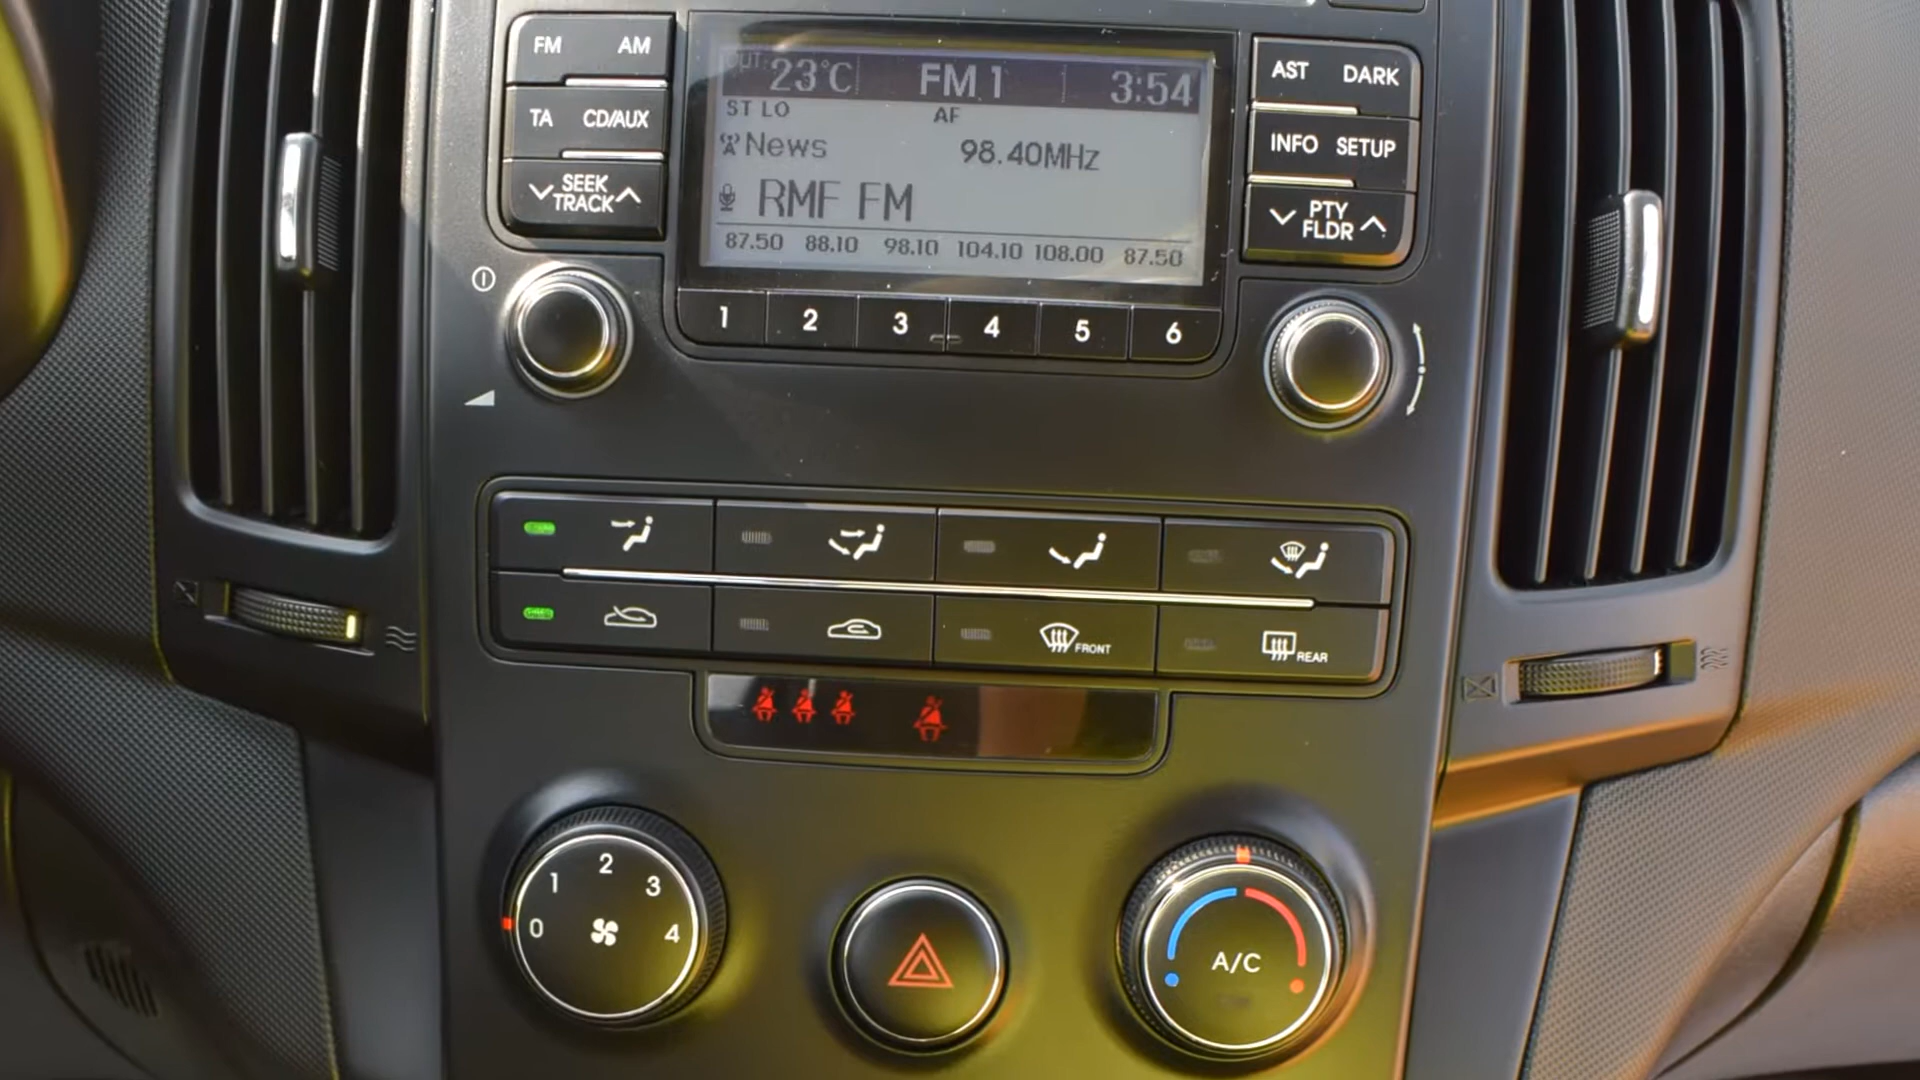 FM AM
TA CD/AUX
SEEK
TRACK
OUT 23°C FM 1 3:54
ST LO AF
News 98.40MHz
RMF FM
87.50 88.10 98.10 104.10 108.00 87.50
AST DARK
INFO SETUP
PTY
FLDR
1 2 3 4 5 6
FRONT REAR
0 1 2 3 4
A/C